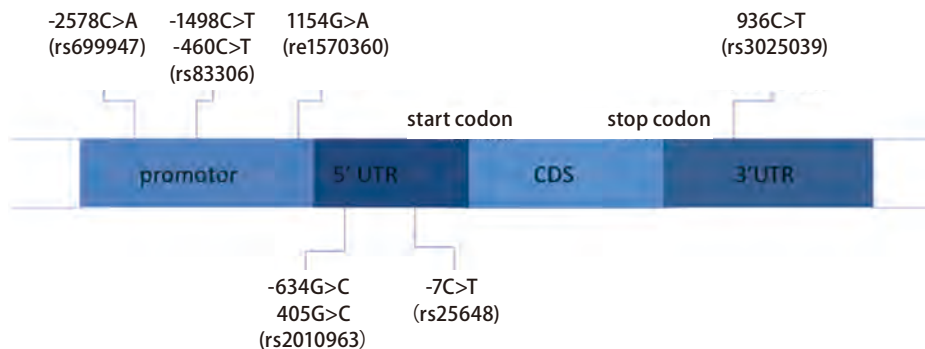 -2578C>A
(rs699947)
-1498C>T
-460C>T
(rs83306)
1154G>A
(re1570360)
936C>T
(rs3025039)
start codon
stop codon
promotor
5' UTR
CDS
3'UTR
-634G>C
405G>C
(rs2010963)
-7C>T
(rs25648)